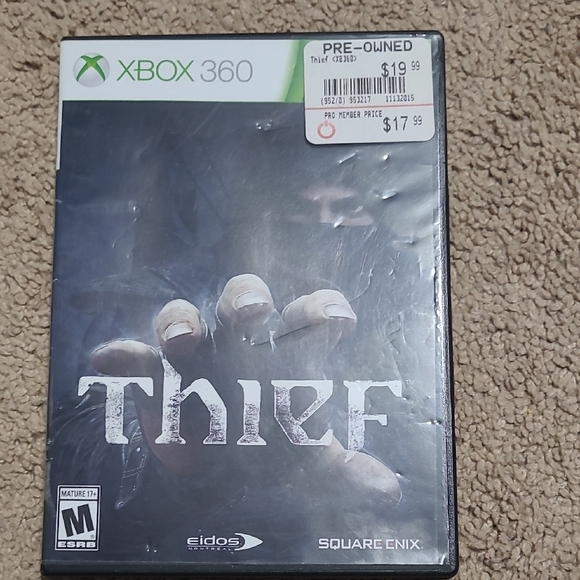 XBOX 360
PRE-OWNED
Thief <XB360>
$19 99
(952/0) 953217 11132015
PRO MEMBER PRICE
$17 99
Thief
MATURE 17+
M
ESRB
eidos
MONTREAL
SQUARE ENIX